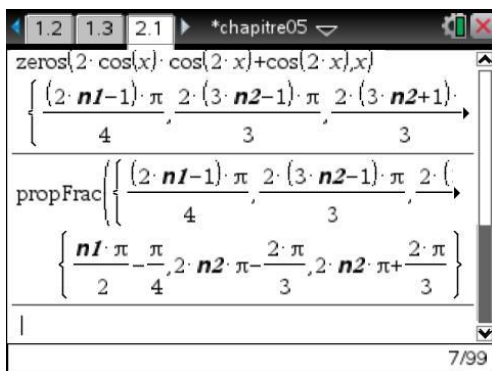 1.2 1.3 2.1 *chapitre05
zeros(2·cos(x)·cos(2·x)+cos(2·x),x)
{(2·n1−1)·π/4, 2·(3·n2−1)·π/3, 2·(3·n2+1)·/3
propFrac({(2·n1−1)·π/4, 2·(3·n2−1)·π/3, 2·(
{n1·π/2−π/4, 2·n2·π−2·π/3, 2·n2·π+2·π/3}
7/99